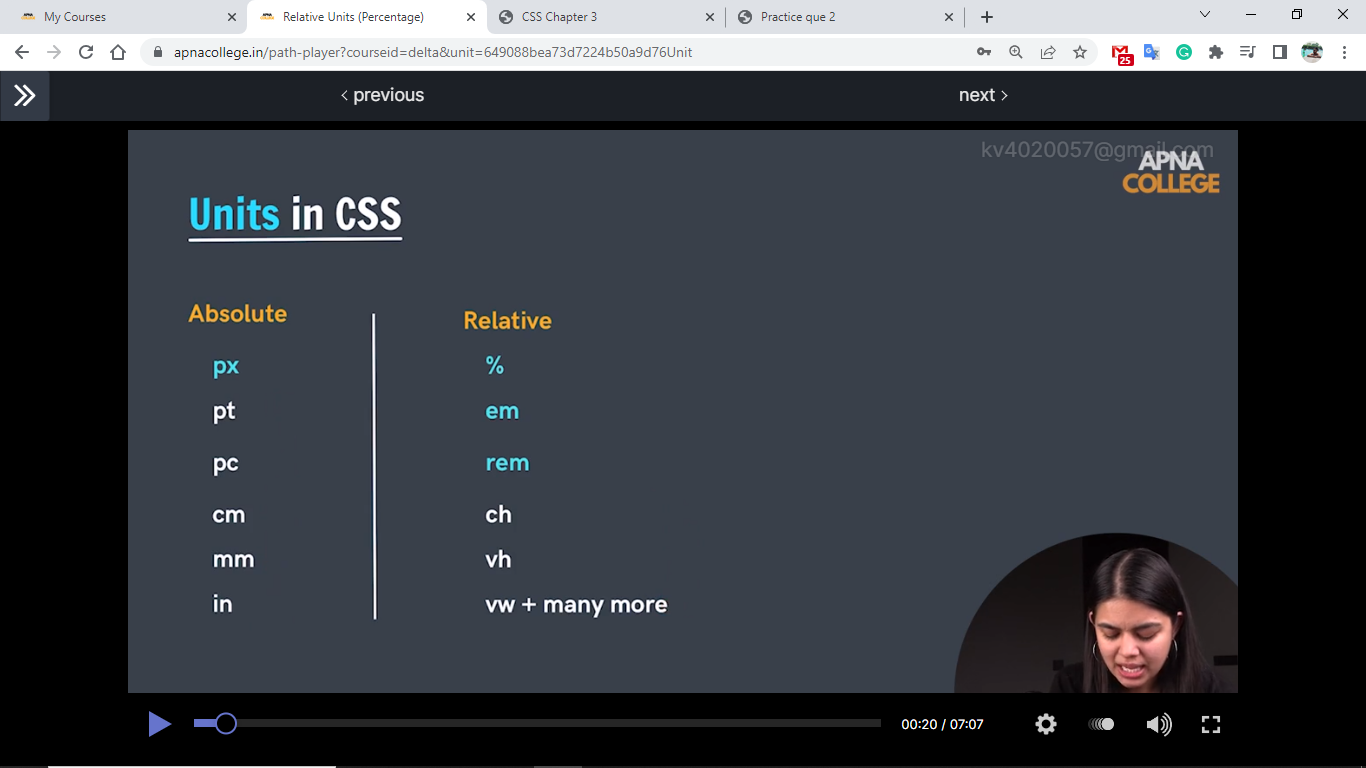 My Courses
Relative Units (Percentage)
CSS Chapter 3
Practice que 2
apnacollege.in/path-player?courseid=delta&unit=649088bea73d7224b50a9d76Unit
25
previous
next
kv4020057@gmail.com
APNA
COLLEGE
Units in CSS
Absolute
px
pt
pc
cm
mm
in
Relative
%
em
rem
ch
vh
vw + many more
00:20 / 07:07